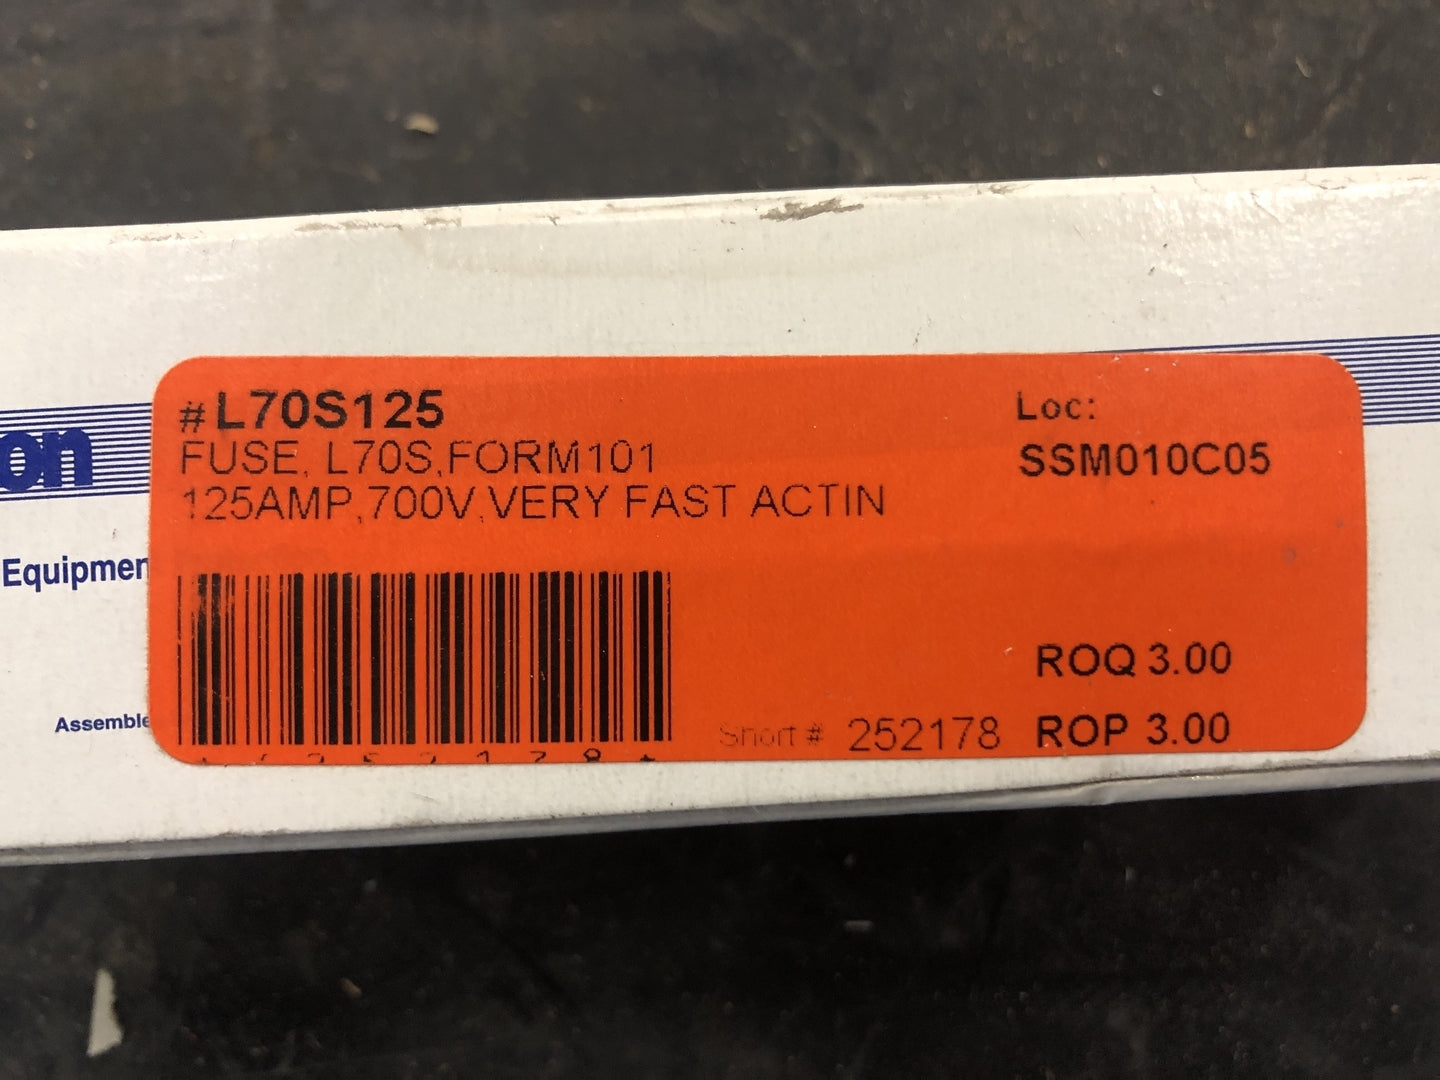 #L70S125
FUSE, L70S,FORM101
125AMP,700V,VERY FAST ACTIN
Loc:
SSM010C05
ROQ 3.00
Short # 252178
ROP 3.00
on
Equipmen
Assemble